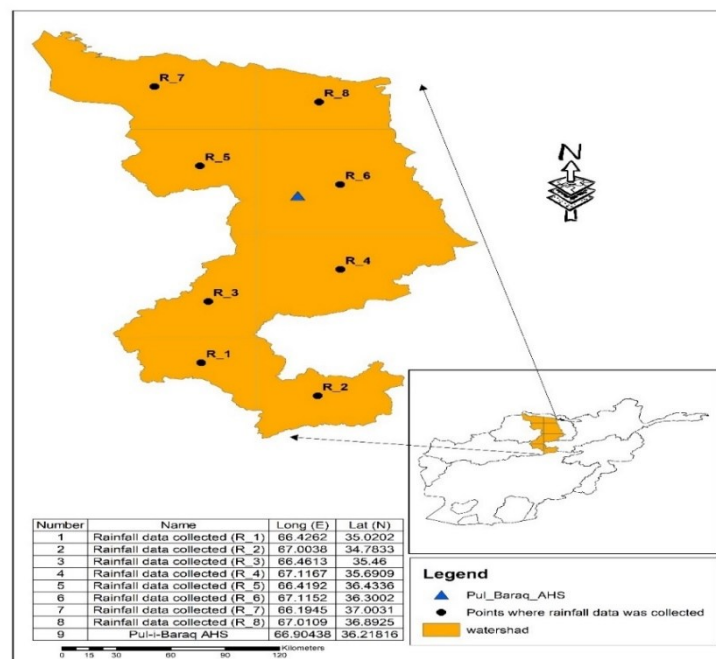 R_7
R_8
R_5
R_6
R_4
R_3
R_1
R_2
N
Number Name Long (E) Lat (N)
1 Rainfall data collected (R_1) 66.4262 35.0202
2 Rainfall data collected (R_2) 67.0038 34.7833
3 Rainfall data collected (R_3) 66.4613 35.46
4 Rainfall data collected (R_4) 67.1167 35.6909
5 Rainfall data collected (R_5) 66.4192 36.4336
6 Rainfall data collected (R_6) 67.1152 36.3002
7 Rainfall data collected (R_7) 66.1945 37.0031
8 Rainfall data collected (R_8) 67.0109 36.8925
9 Pul-i-Baraq AHS 66.90438 36.21816
Kilometers
0 15 30 60 90 120
Legend
Pul_Baraq_AHS
Points where rainfall data was collected
watershad